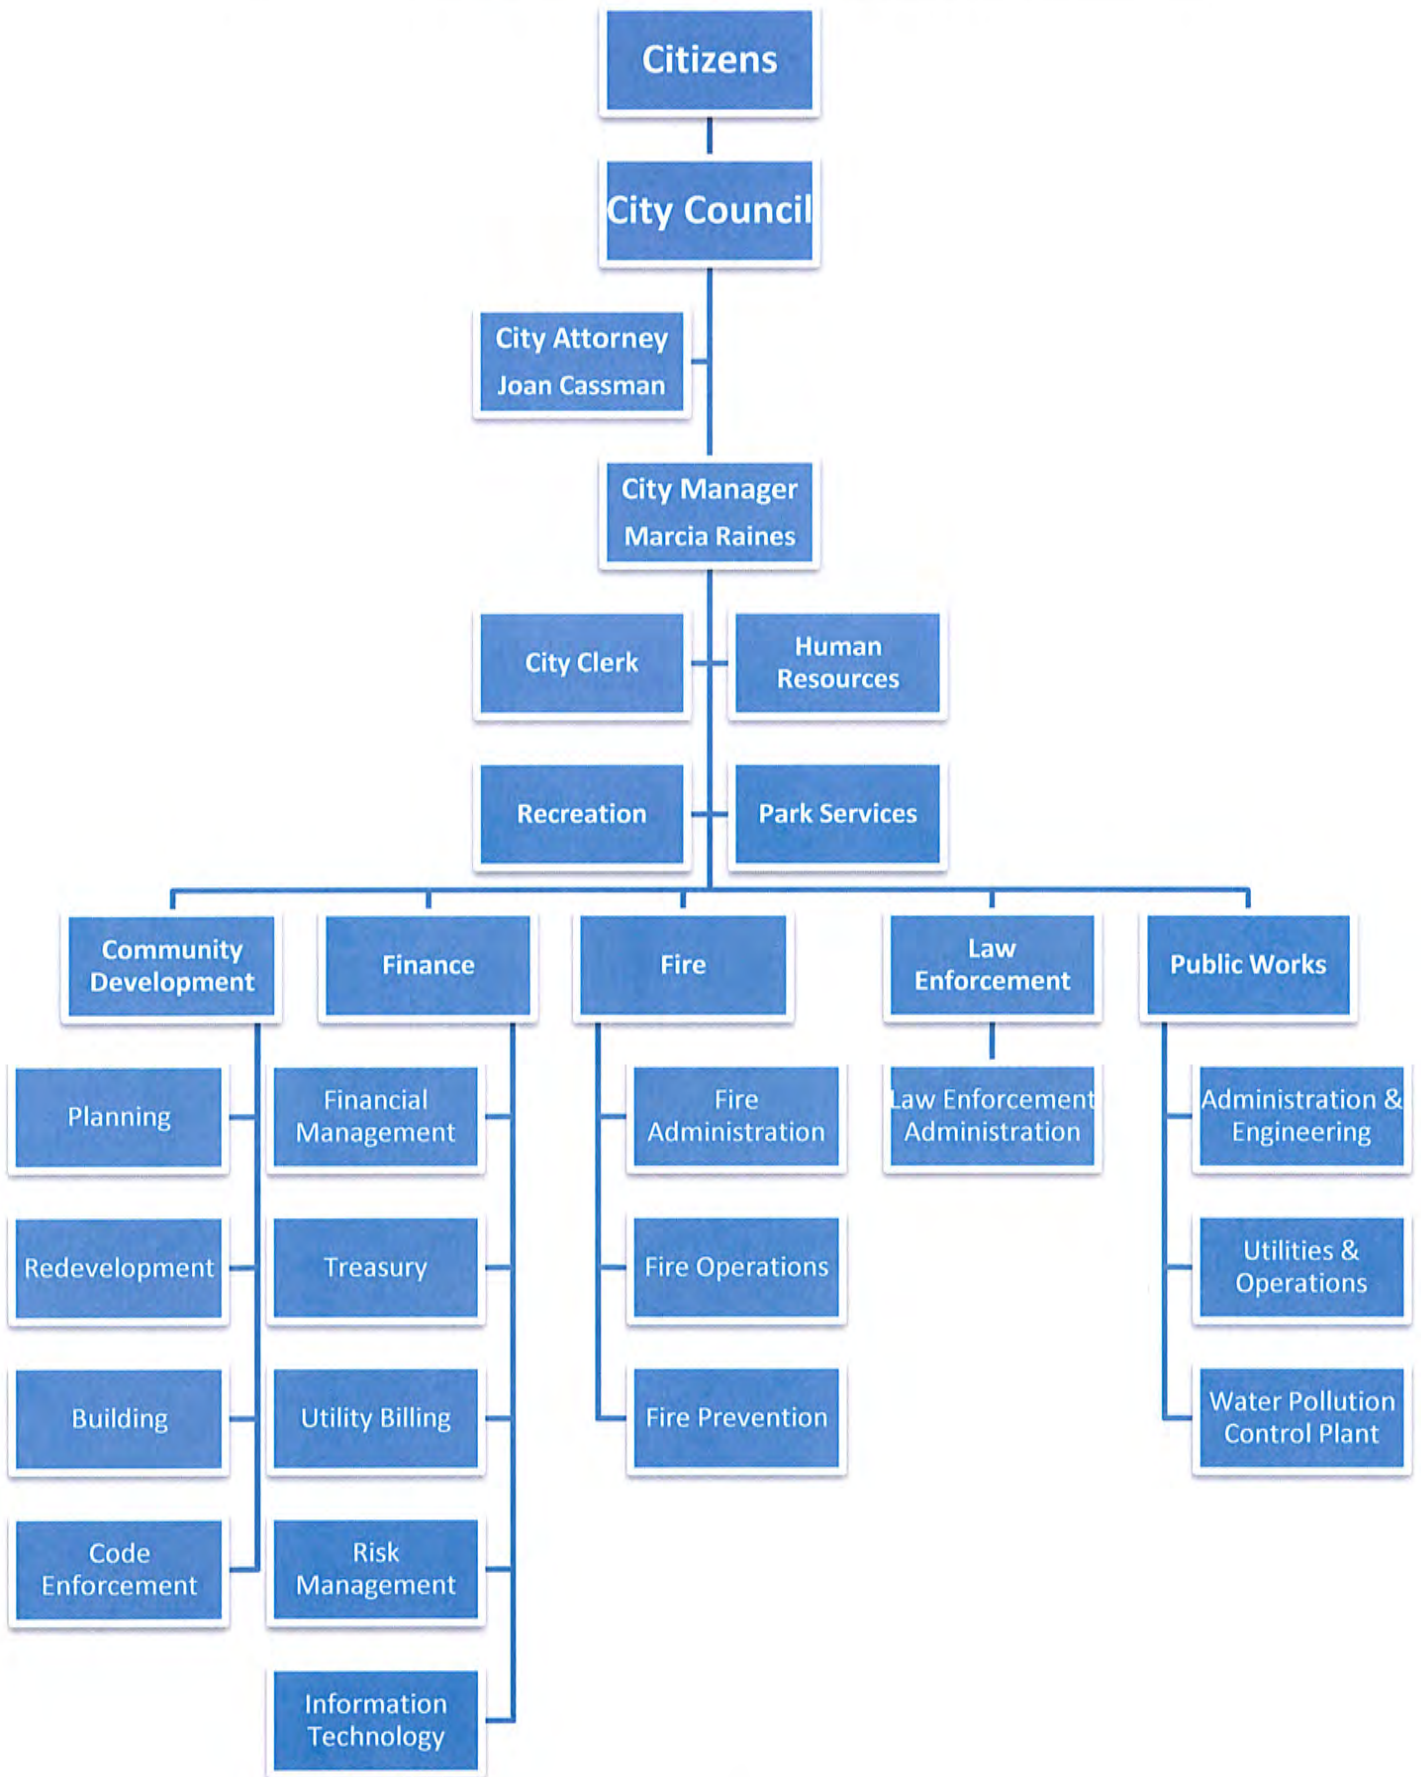 Citizens
City Council
City Attorney
Joan Cassman
City Manager
Marcia Raines
City Clerk
Human
Resources
Recreation
Park Services
Community
Development
Finance
Fire
Law
Enforcement
Public Works
Planning
Financial
Management
Fire
Administration
Law Enforcement
Administration
Administration &
Engineering
Redevelopment
Treasury
Fire Operations
Utilities &
Operations
Building
Utility Billing
Fire Prevention
Water Pollution
Control Plant
Code
Enforcement
Risk
Management
Information
Technology